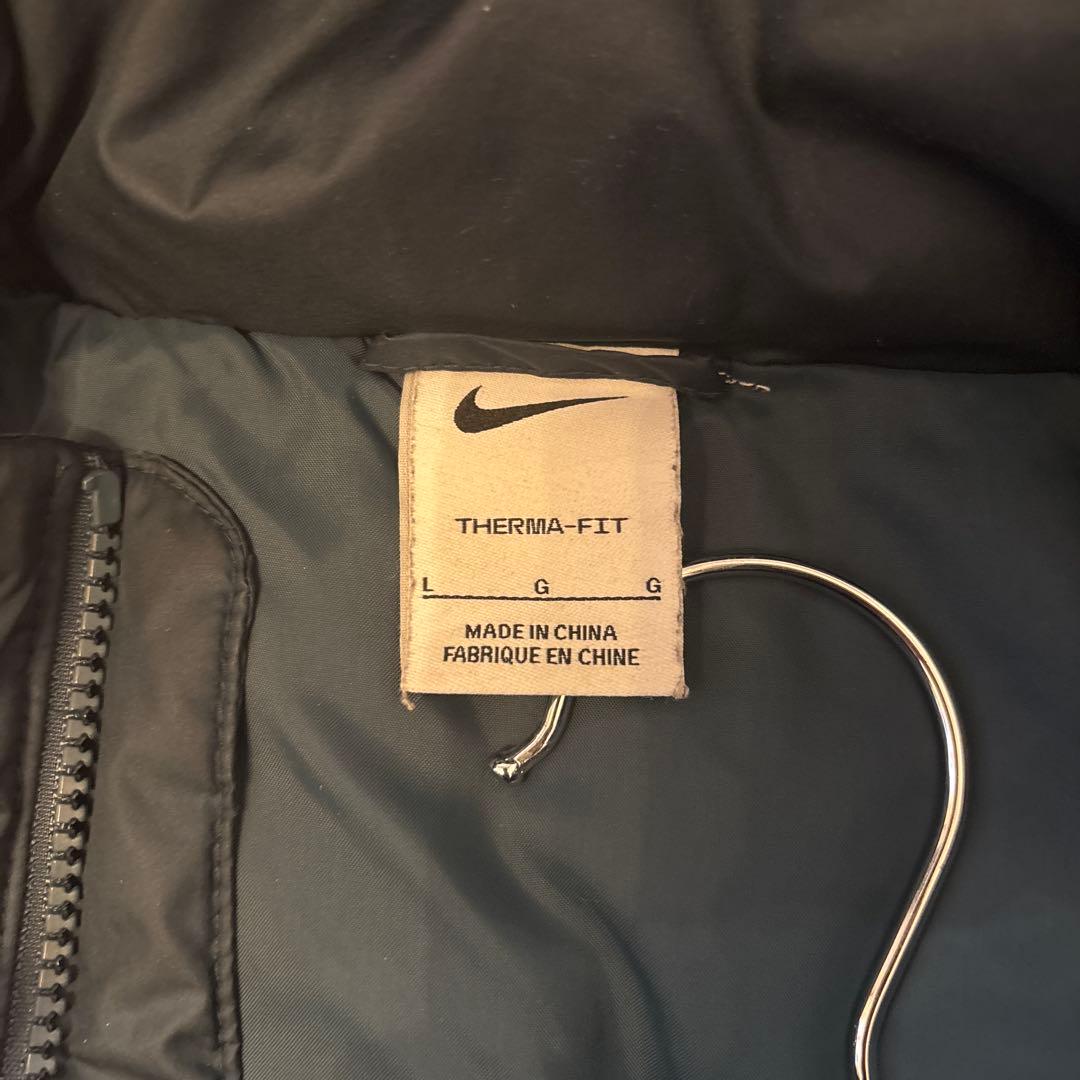 THERMA-FIT
L G G
MADE IN CHINA
FABRIQUE EN CHINE